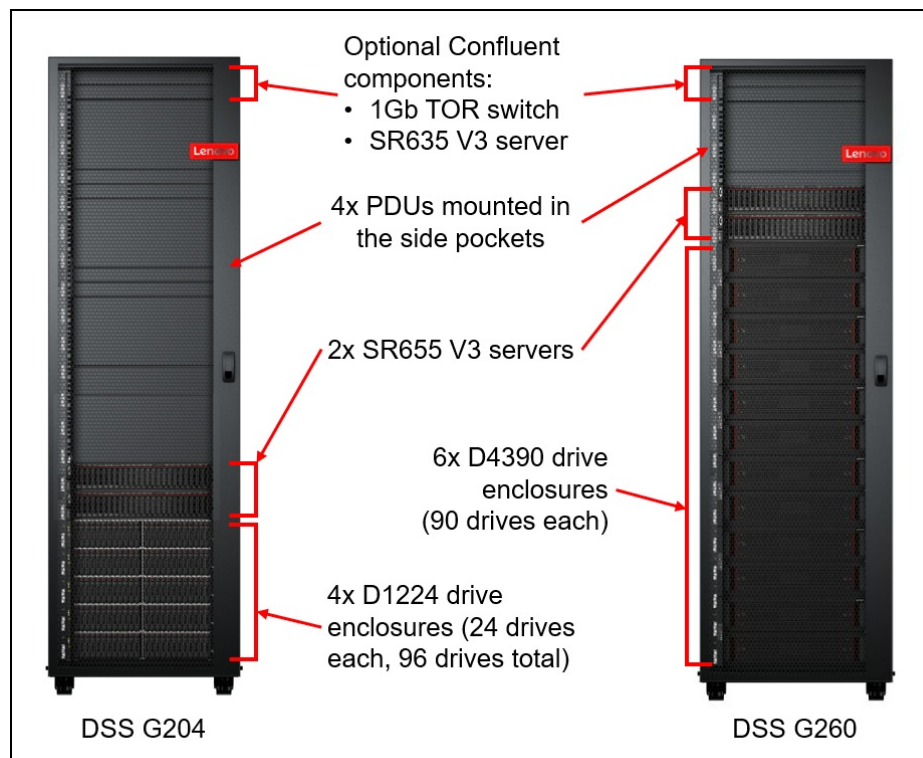 Optional Confluent
components:
• 1Gb TOR switch
• SR635 V3 server
Lenovo
Lenovo
4x PDUs mounted in
the side pockets
2x SR655 V3 servers
6x D4390 drive
enclosures
(90 drives each)
4x D1224 drive
enclosures (24 drives
each, 96 drives total)
DSS G204
DSS G260